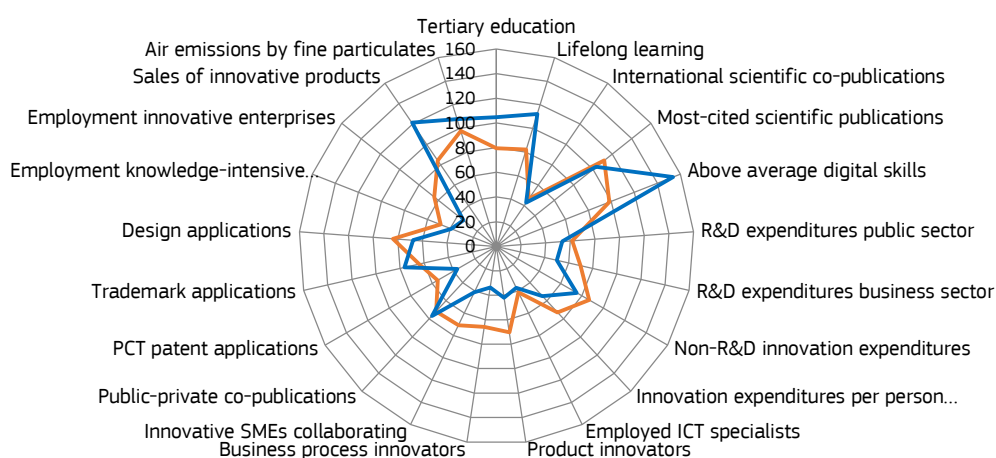 Tertiary education
Lifelong learning
International scientific co-publications
Most-cited scientific publications
Above average digital skills
R&D expenditures public sector
R&D expenditures business sector
Non-R&D innovation expenditures
Innovation expenditures per person...
Employed ICT specialists
Product innovators
Business process innovators
Innovative SMEs collaborating
Public-private co-publications
PCT patent applications
Trademark applications
Design applications
Employment knowledge-intensive...
Employment innovative enterprises
Sales of innovative products
Air emissions by fine particulates
160
140
120
100
80
60
40
20
0